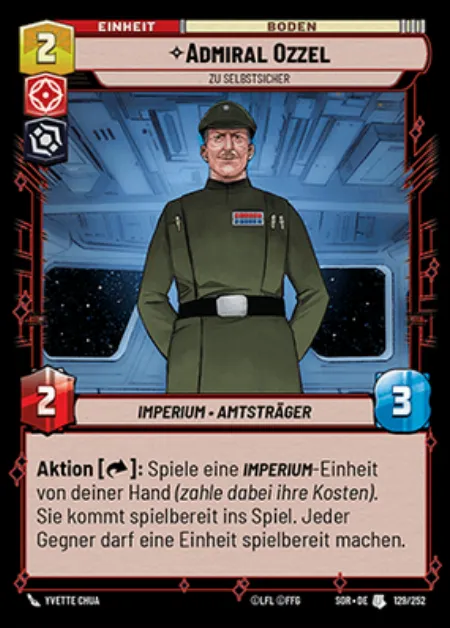 EINHEIT
BODEN
2
ADMIRAL OZZEL
ZU SELBSTSICHER
2
IMPERIUM • AMTSTRÄGER
3
Aktion [↷]: Spiele eine IMPERIUM-Einheit
von deiner Hand (zahle dabei ihre Kosten).
Sie kommt spielbereit ins Spiel. Jeder
Gegner darf eine Einheit spielbereit machen.
YVETTE CHUA
©LFL ©FFG
SOR • DE
129/252